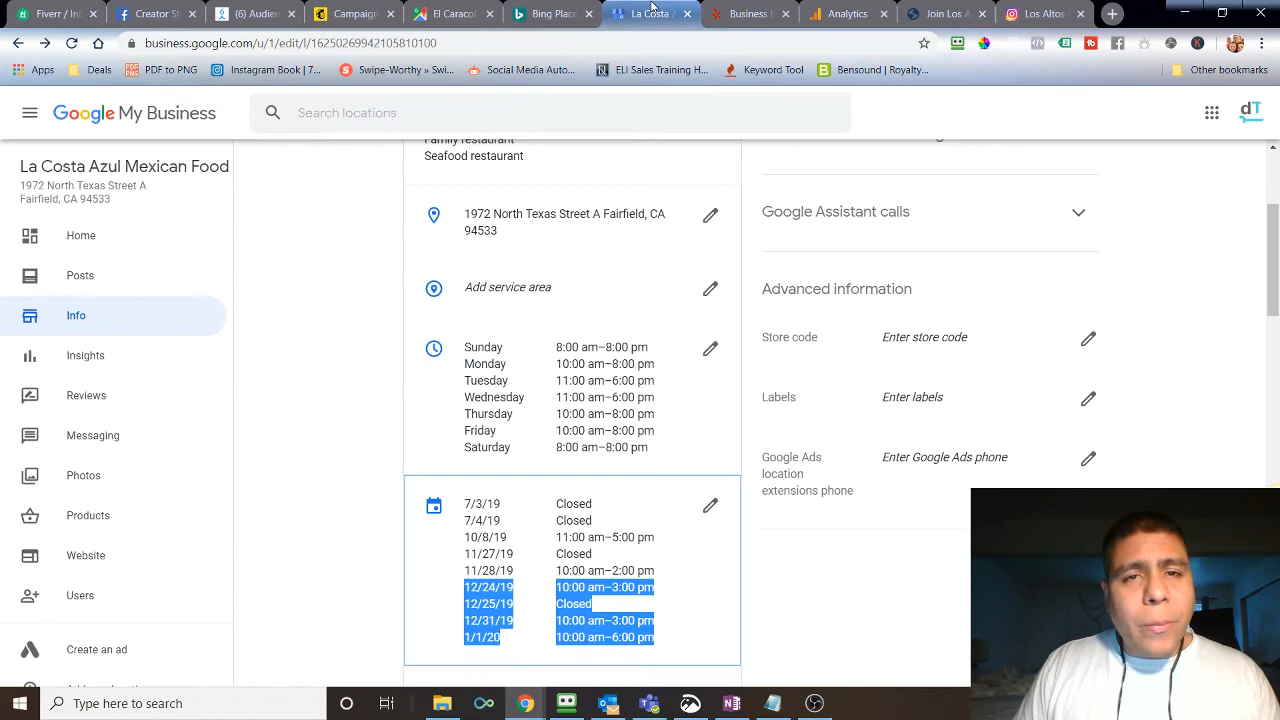 Fiverr / In
Creator St
(6) Audien
Campaign
El Caracol
Bing Place
La Costa
Business I
Analytics
Join Los A
Los Altos
business.google.com/u/1/edit/l/16250269942105810100
Apps
Deals
PDF to PNG
Instagram Book | 7...
Swipe-Worthy » Swi...
Social Media Auto...
ELI Sales Training H...
Keyword Tool
Bensound | Royalty...
Other bookmarks
Google My Business
Search locations
dT
La Costa Azul Mexican Food
1972 North Texas Street A
Fairfield, CA 94533
Home
Posts
Info
Insights
Reviews
Messaging
Photos
Products
Website
Users
Create an ad
Family restaurant
Seafood restaurant
1972 North Texas Street A Fairfield, CA
94533
Add service area
Sunday 8:00 am–8:00 pm
Monday 10:00 am–8:00 pm
Tuesday 11:00 am–6:00 pm
Wednesday 11:00 am–6:00 pm
Thursday 10:00 am–8:00 pm
Friday 10:00 am–8:00 pm
Saturday 8:00 am–8:00 pm
7/3/19 Closed
7/4/19 Closed
10/8/19 11:00 am–5:00 pm
11/27/19 Closed
11/28/19 10:00 am–2:00 pm
12/24/19 10:00 am–3:00 pm
12/25/19 Closed
12/31/19 10:00 am–3:00 pm
1/1/20 10:00 am–6:00 pm
Google Assistant calls
Advanced information
Store code Enter store code
Labels Enter labels
Google Ads Enter Google Ads phone
location
extensions phone
Type here to search